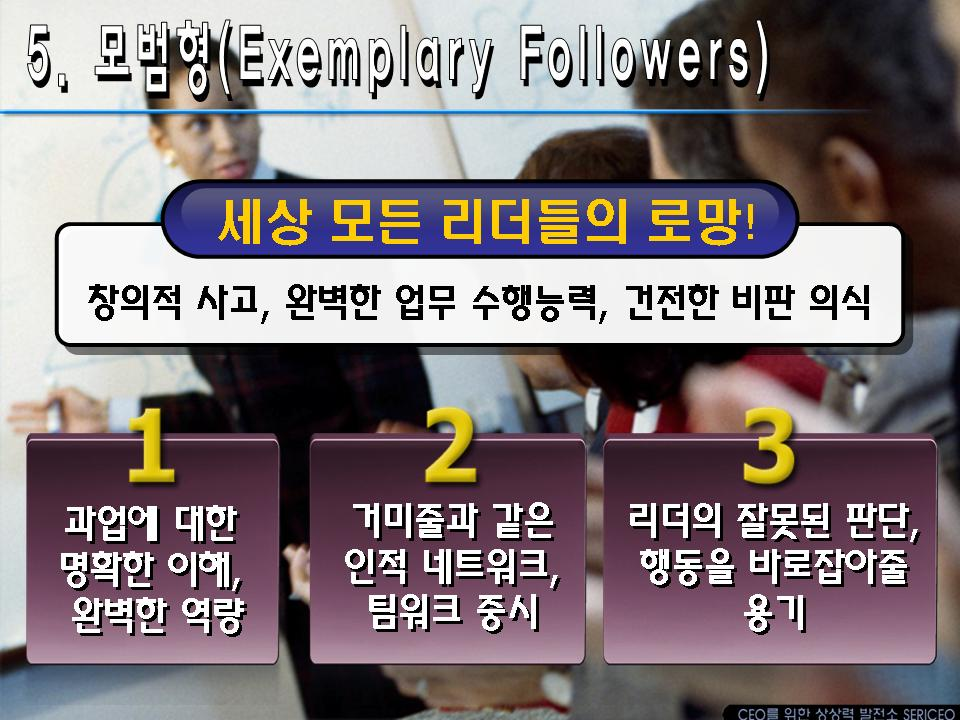 5. 모범형(Exemplary Followers)
세상 모든 리더들의 로망!
창의적 사고, 완벽한 업무 수행능력, 건전한 비판 의식
1
과업에 대한
명확한 이해,
완벽한 역량
2
거미줄과 같은
인적 네트워크,
팀워크 중시
3
리더의 잘못된 판단,
행동을 바로잡아줄
용기
CEO를 위한 상상력 발전소 SERICEO